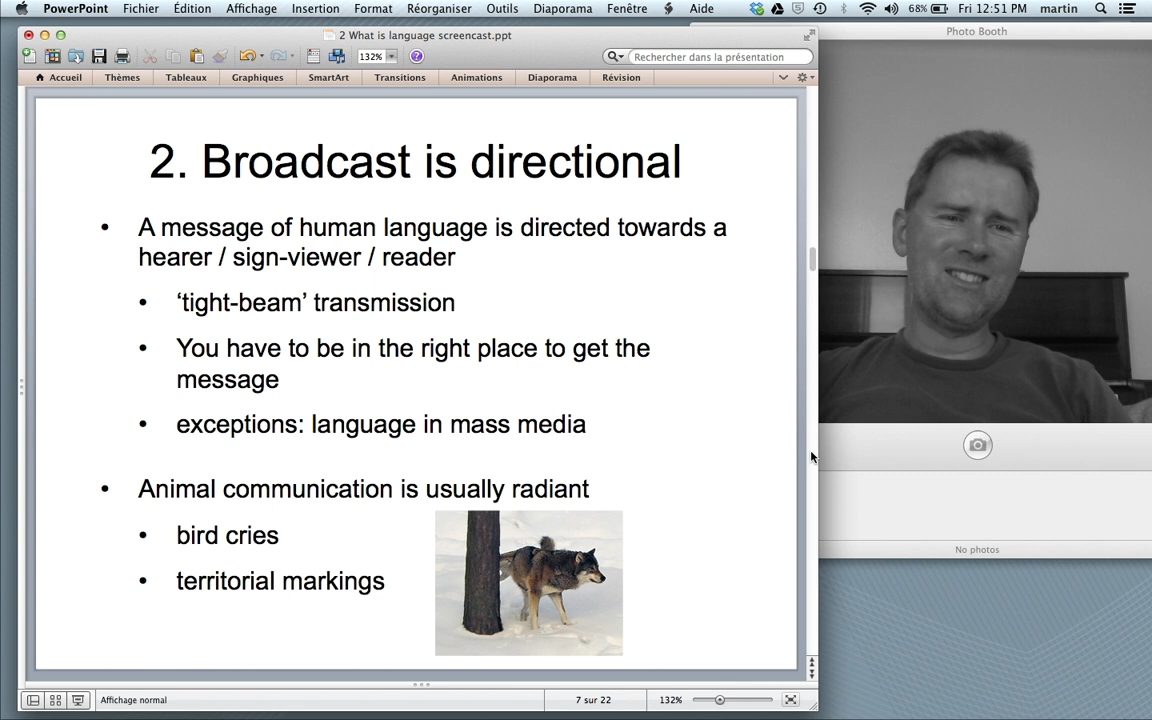 PowerPoint Fichier Édition Affichage Insertion Format Réorganiser Outils Diaporama Fenêtre Aide 68% Fri 12:51 PM martin
Photo Booth
2 What is language screencast.ppt
132% Rechercher dans la présentation
Accueil Thèmes Tableaux Graphiques SmartArt Transitions Animations Diaporama Révision
2. Broadcast is directional
• A message of human language is directed towards a
hearer / sign-viewer / reader
• ‘tight-beam’ transmission
• You have to be in the right place to get the
message
• exceptions: language in mass media
• Animal communication is usually radiant
• bird cries
• territorial markings
No photos
Affichage normal 7 sur 22 132%